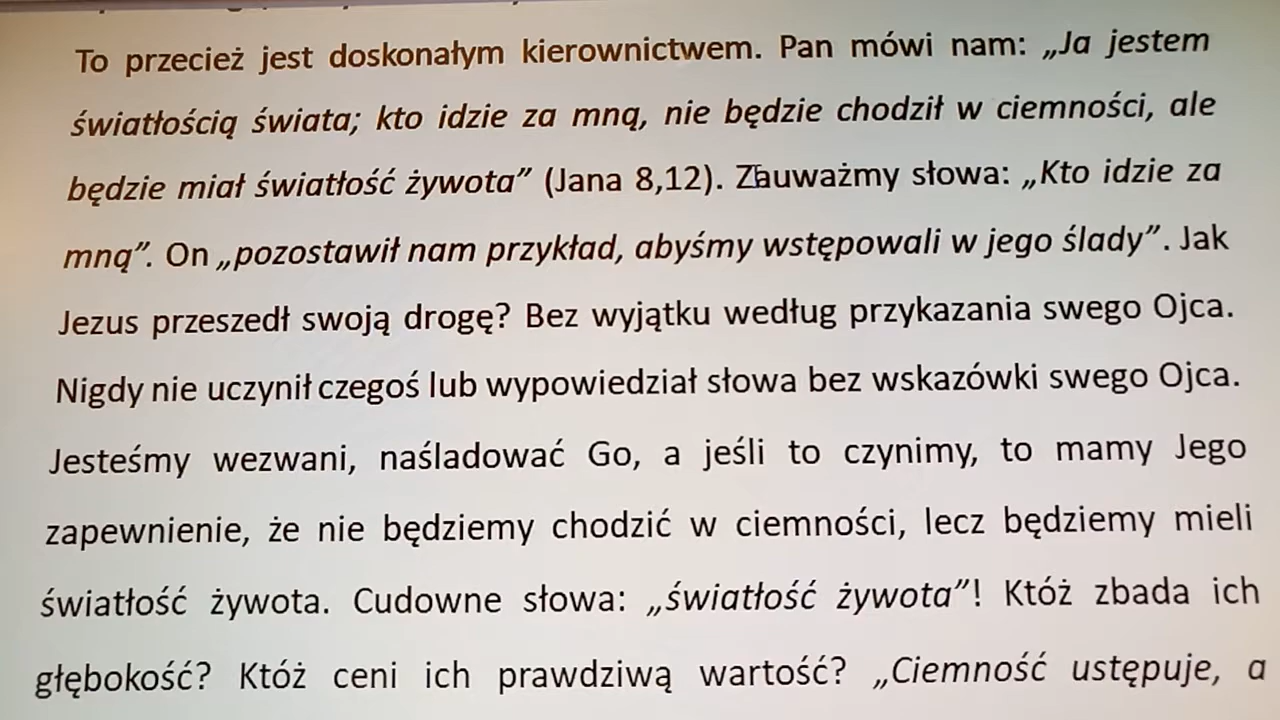 To przecież jest doskonałym kierownictwem. Pan mówi nam: „Ja jestem
światłością świata; kto idzie za mną, nie będzie chodził w ciemności, ale
będzie miał światłość żywota” (Jana 8,12). Zauważmy słowa: „Kto idzie za
mną”. On „pozostawił nam przykład, abyśmy wstępowali w jego ślady”. Jak
Jezus przeszedł swoją drogę? Bez wyjątku według przykazania swego Ojca.
Nigdy nie uczynił czegoś lub wypowiedział słowa bez wskazówki swego Ojca.
Jesteśmy wezwani, naśladować Go, a jeśli to czynimy, to mamy Jego
zapewnienie, że nie będziemy chodzić w ciemności, lecz będziemy mieli
światłość żywota. Cudowne słowa: „światłość żywota”! Któż zbada ich
głębokość? Któż ceni ich prawdziwą wartość? „Ciemność ustępuje, a